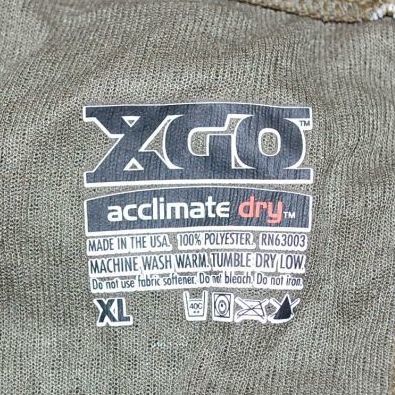 XGO™
acclimate dry™
MADE IN THE USA. 100% POLYESTER. RN63003
MACHINE WASH WARM. TUMBLE DRY LOW.
Do not use fabric softener. Do not bleach. Do not iron.
XL 40C